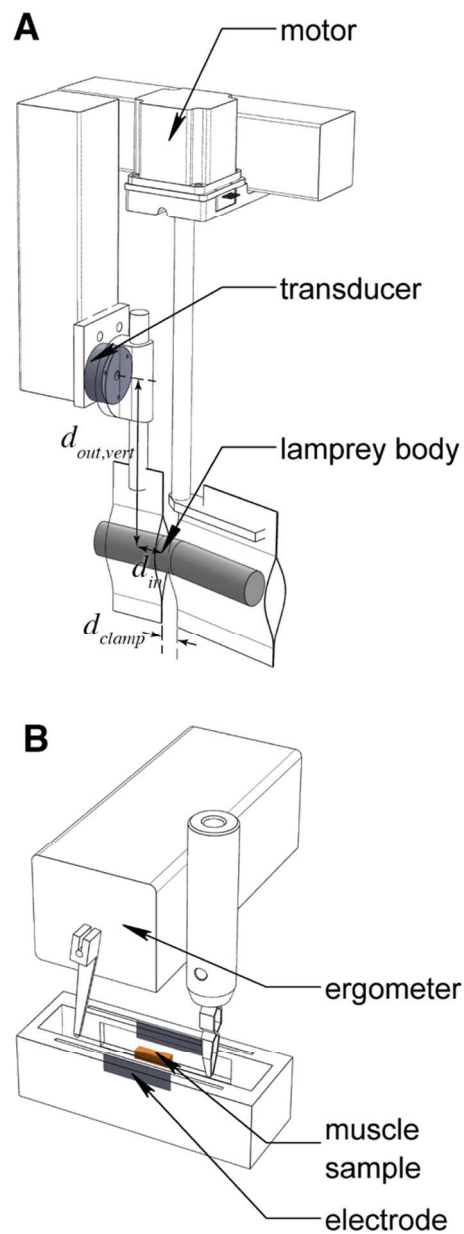 A
motor
transducer
d_out,vert
lamprey body
d_in
d_clamp
B
ergometer
muscle
sample
electrode